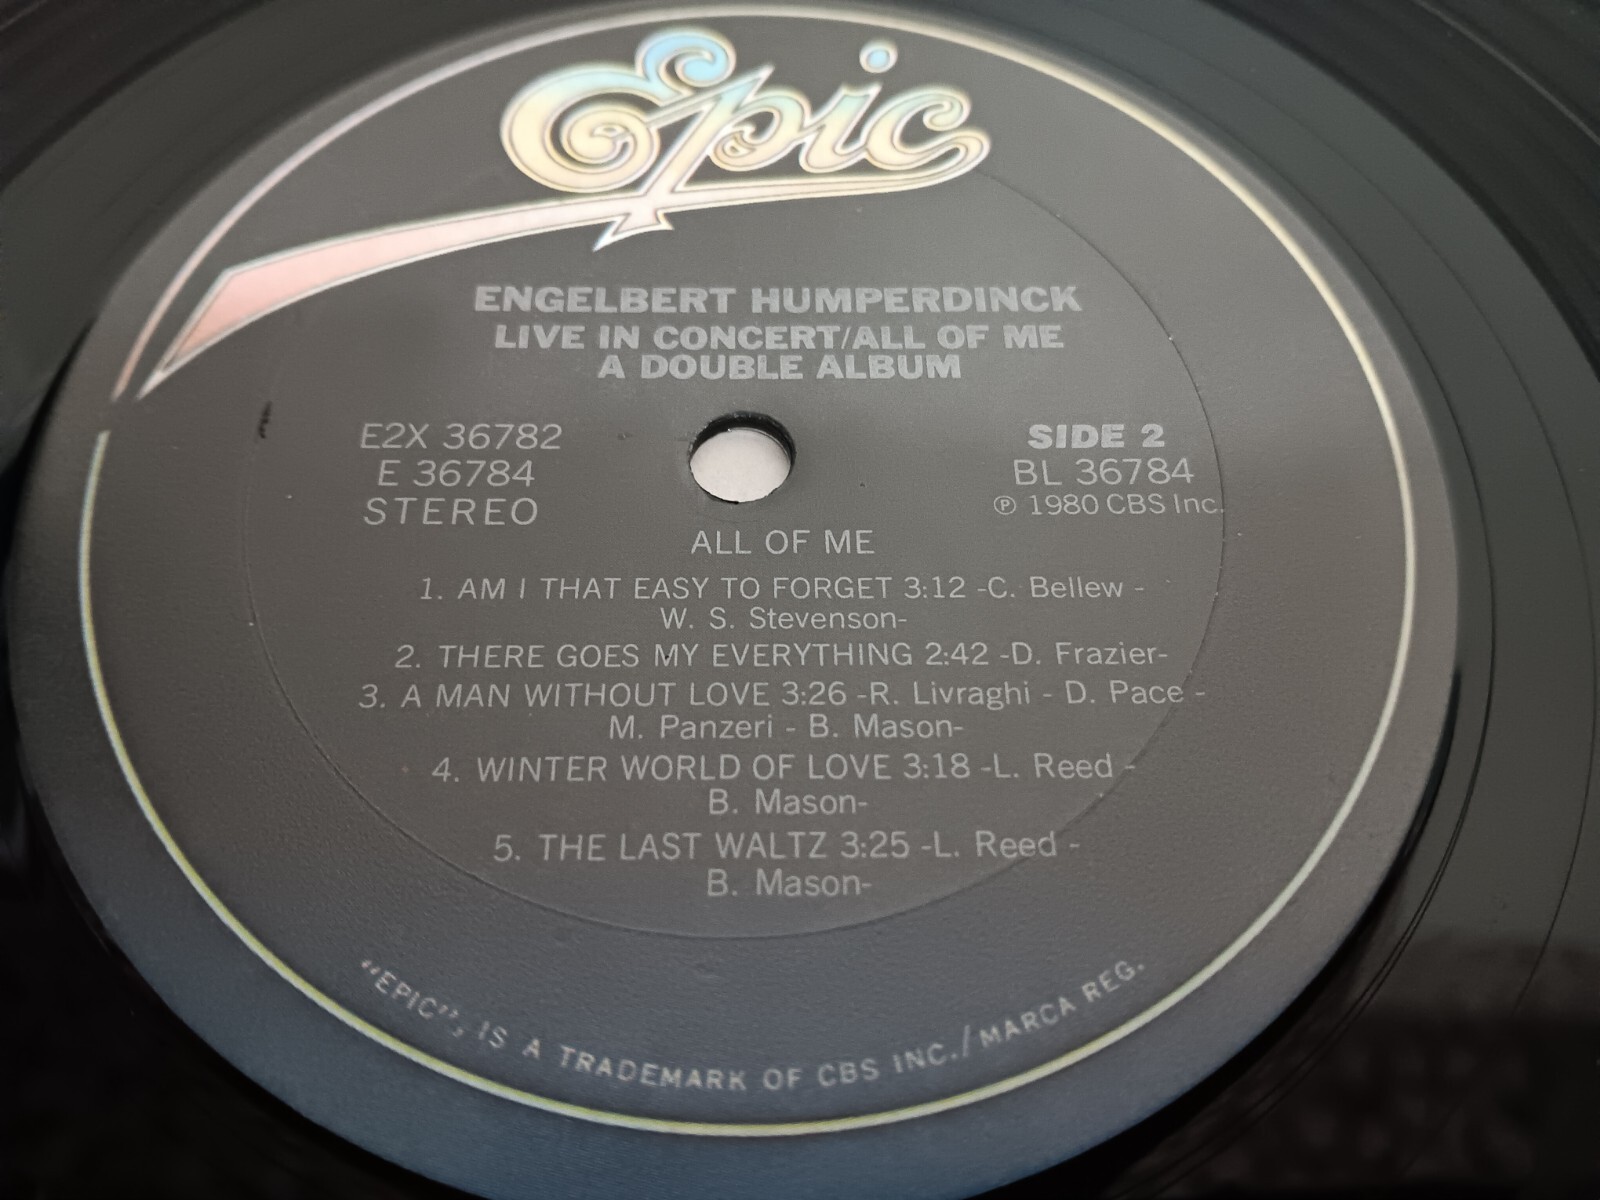 Epic
ENGELBERT HUMPERDINCK
LIVE IN CONCERT/ALL OF ME
A DOUBLE ALBUM
E2X 36782
E 36784
STEREO
SIDE 2
BL 36784
℗ 1980 CBS Inc.
ALL OF ME
1. AM I THAT EASY TO FORGET 3:12 -C. Bellew -
W. S. Stevenson-
2. THERE GOES MY EVERYTHING 2:42 -D. Frazier-
3. A MAN WITHOUT LOVE 3:26 -R. Livraghi - D. Pace -
M. Panzeri - B. Mason-
4. WINTER WORLD OF LOVE 3:18 -L. Reed -
B. Mason-
5. THE LAST WALTZ 3:25 -L. Reed -
B. Mason-
"EPIC", IS A TRADEMARK OF CBS INC./MARCA REG.